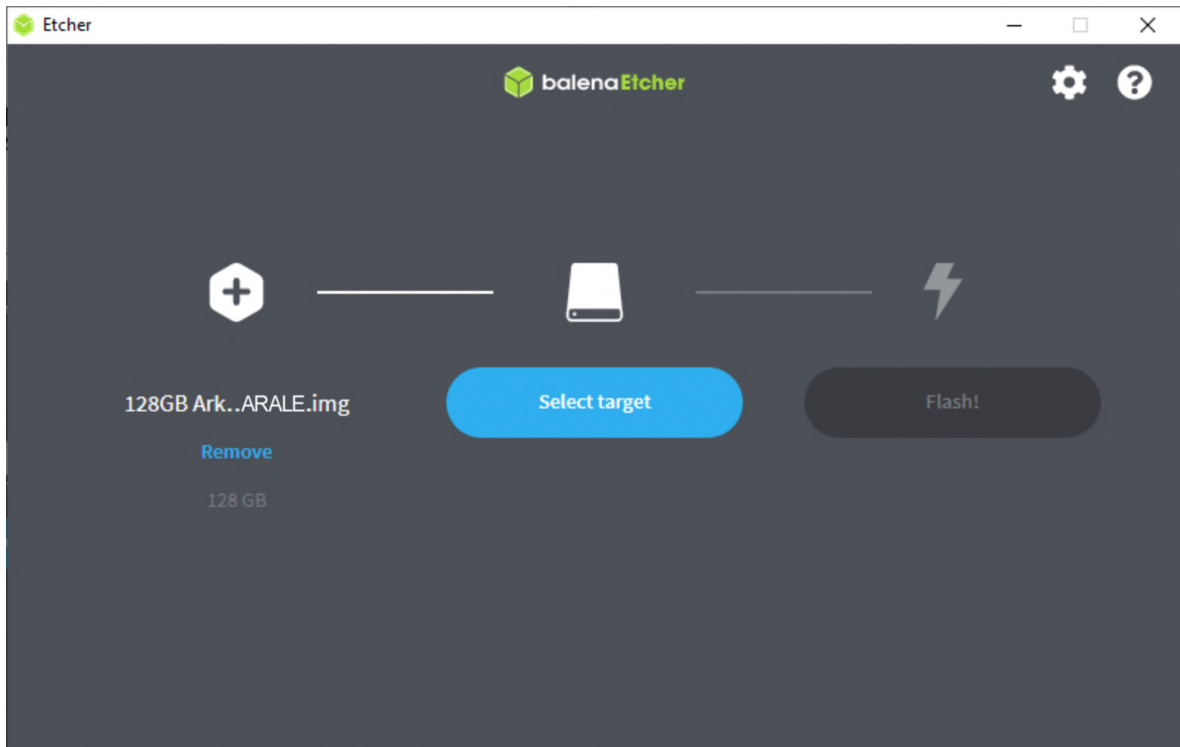 Etcher
balenaEtcher
128GB Ark..ARALE.img
Select target
Flash!
Remove
128 GB